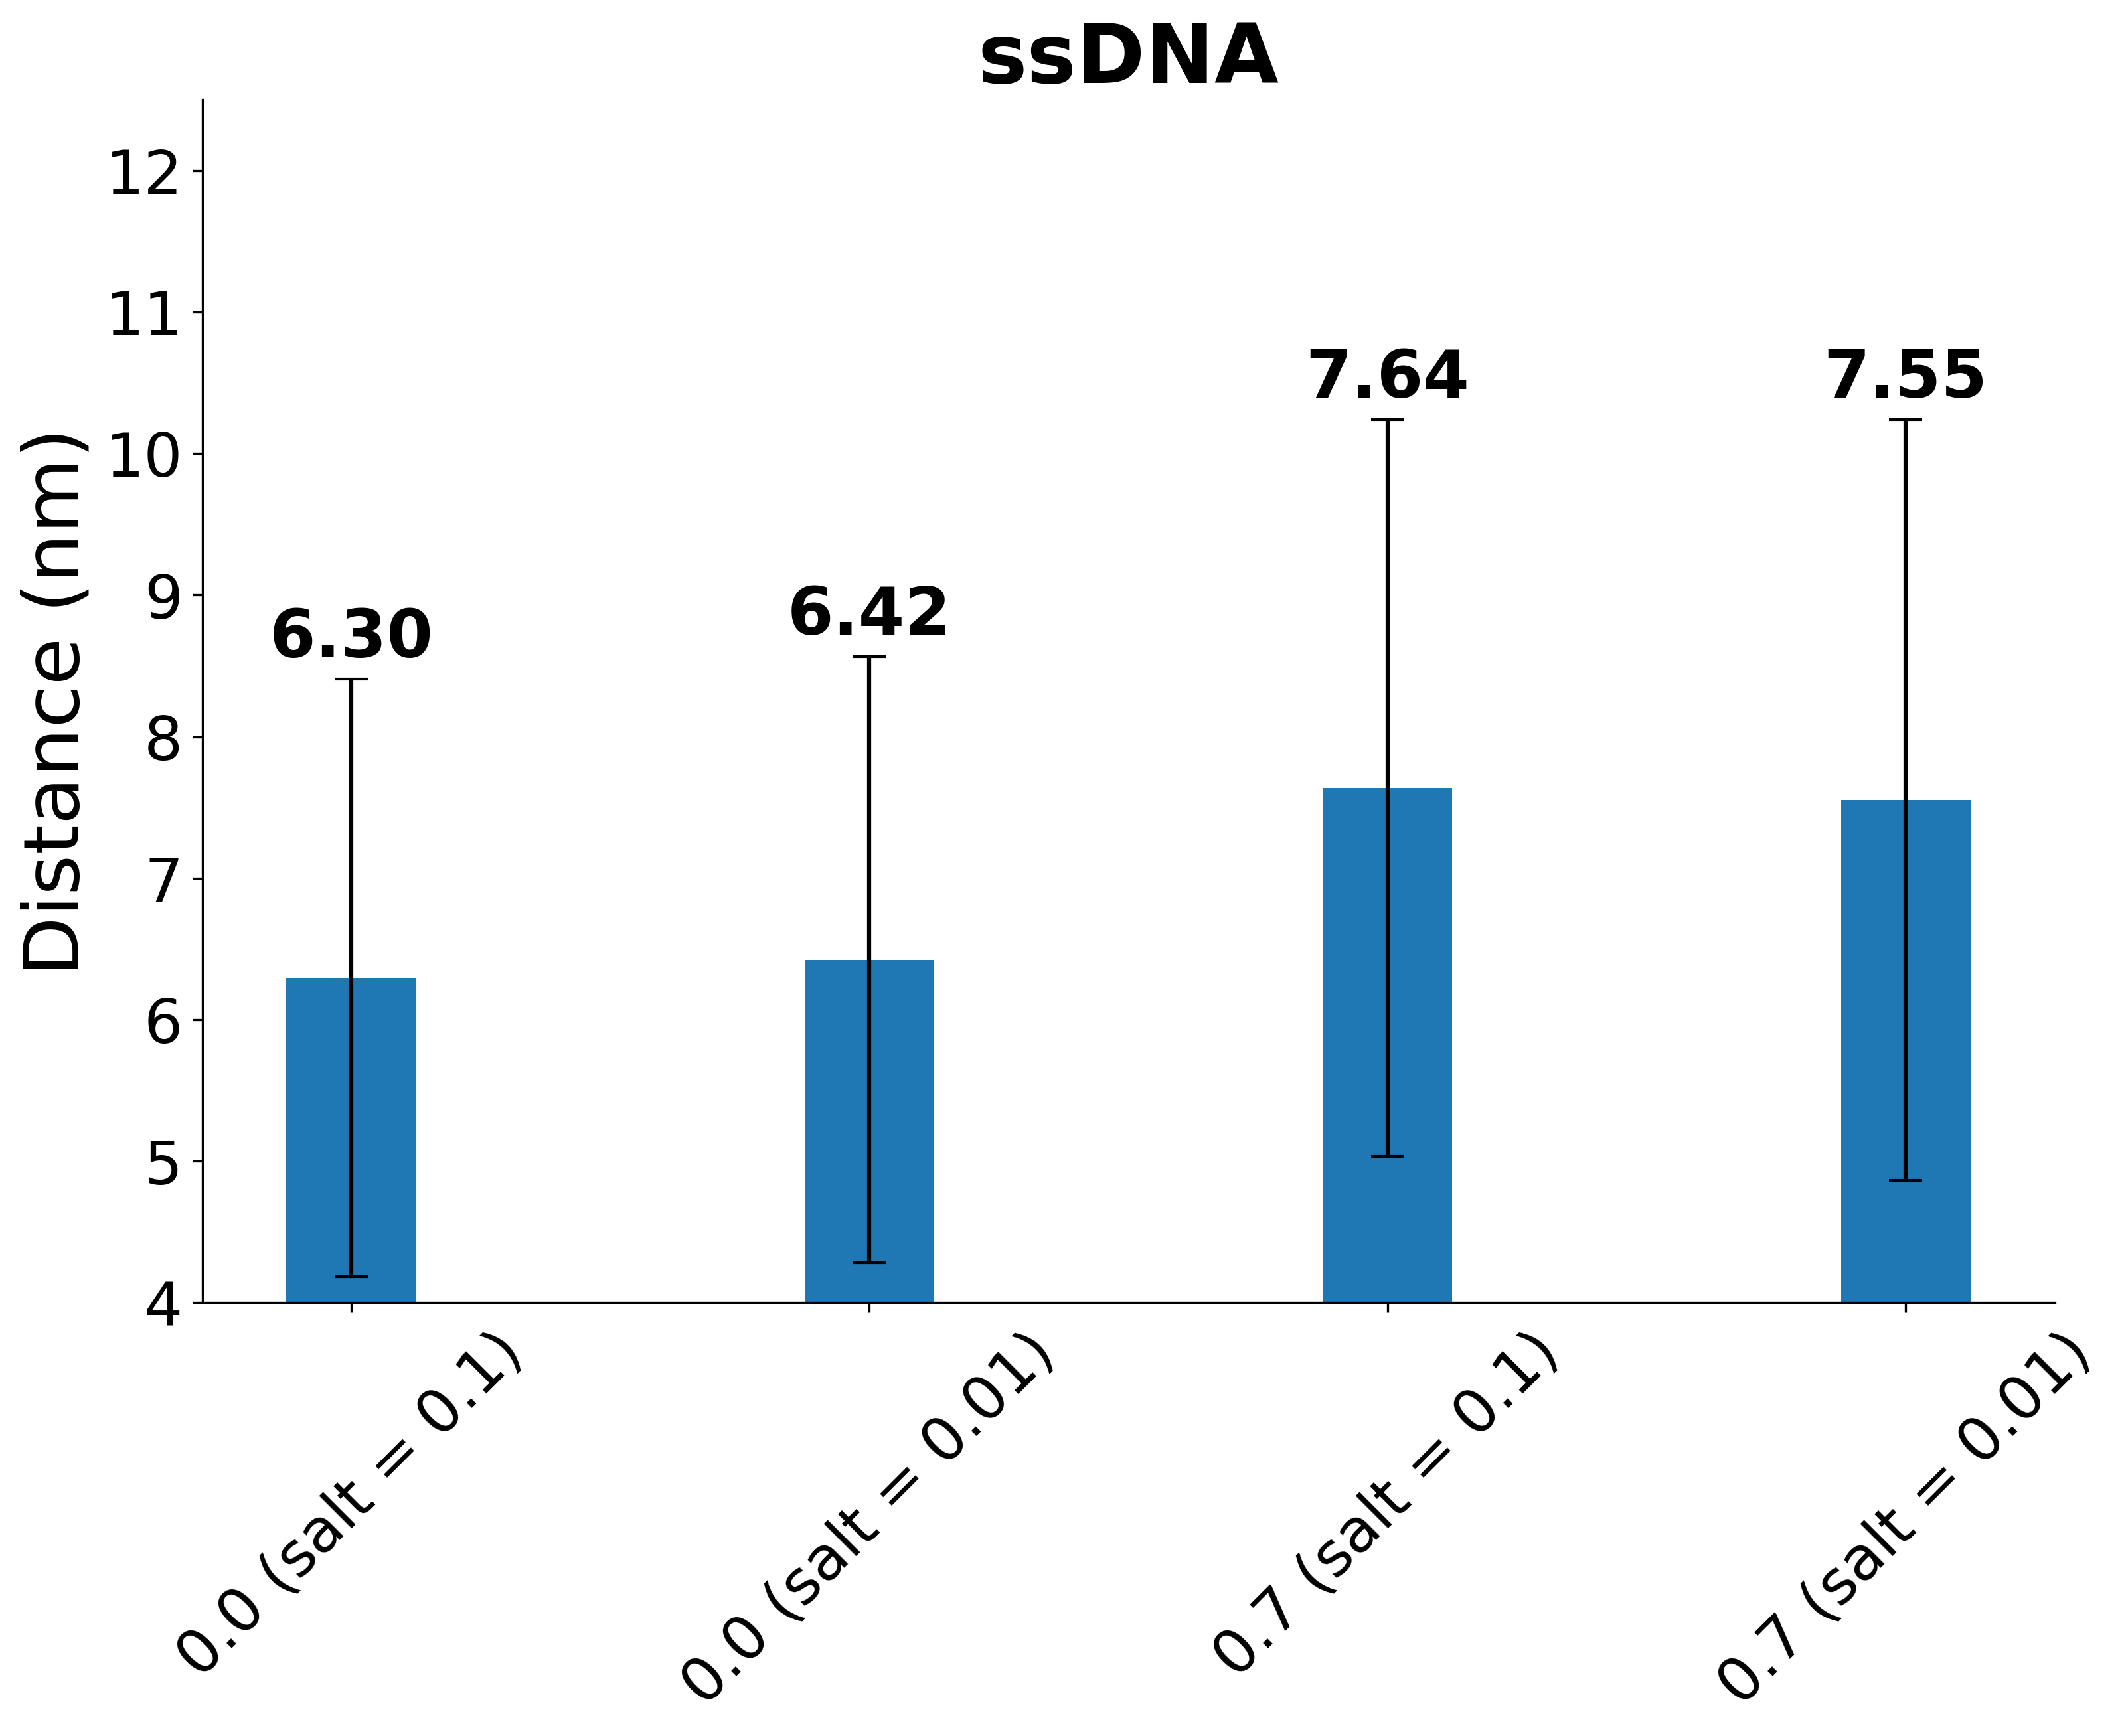 ssDNA
Distance (nm)
12
11
10
9
8
7
6
5
4
6.30
6.42
7.64
7.55
0.0 (salt = 0.1)
0.0 (salt = 0.01)
0.7 (salt = 0.1)
0.7 (salt = 0.01)